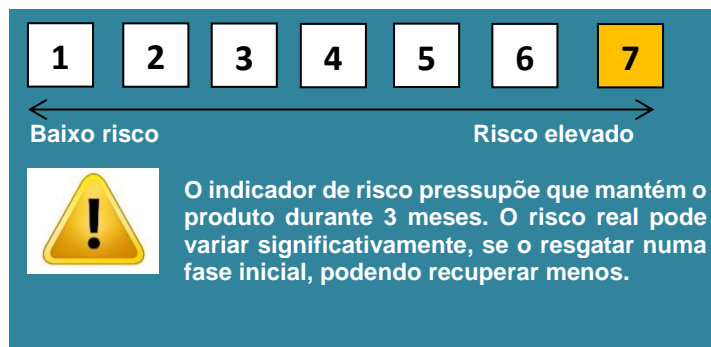 1 2 3 4 5 6 7
Baixo risco Risco elevado
O indicador de risco pressupõe que mantém o
produto durante 3 meses. O risco real pode
variar significativamente, se o resgatar numa
fase inicial, podendo recuperar menos.